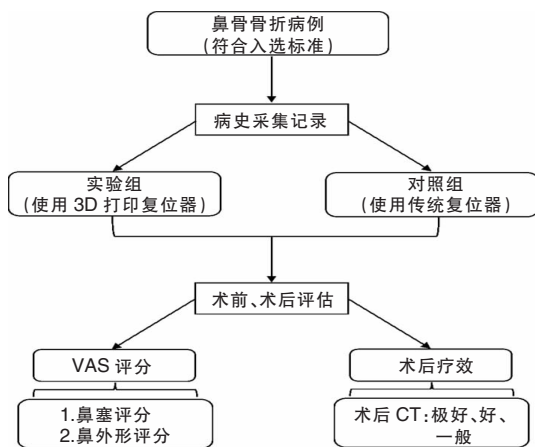 鼻骨骨折病例
(符合入选标准)
病史采集记录
实验组
(使用 3D 打印复位器)
对照组
(使用传统复位器)
术前、术后评估
VAS 评分
术后疗效
1.鼻塞评分
2.鼻外形评分
术后 CT:极好、好、
一般